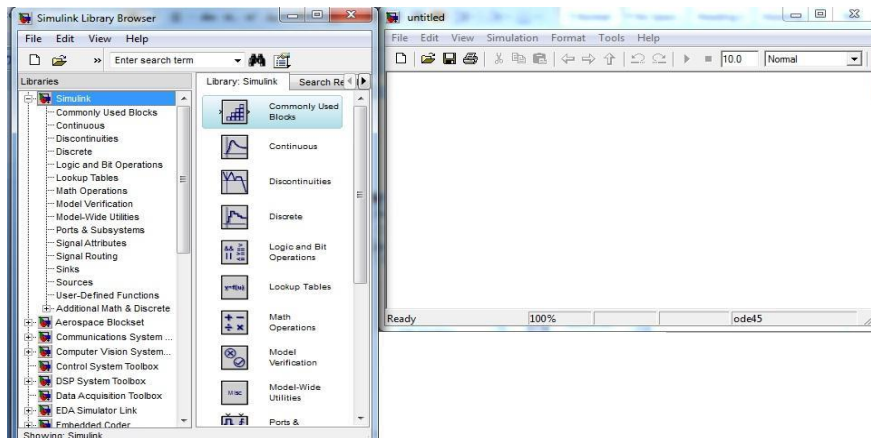 Simulink Library Browser
File Edit View Help
» Enter search term
Libraries
Library: Simulink Search Re
Simulink
Commonly Used Blocks
Continuous
Discontinuities
Discrete
Logic and Bit Operations
Lookup Tables
Math Operations
Model Verification
Model-Wide Utilities
Ports & Subsystems
Signal Attributes
Signal Routing
Sinks
Sources
User-Defined Functions
Additional Math & Discrete
Aerospace Blockset
Communications System ...
Computer Vision System...
Control System Toolbox
DSP System Toolbox
Data Acquisition Toolbox
EDA Simulator Link
Embedded Coder
Showing: Simulink
Commonly Used
Blocks
Continuous
Discontinuities
Discrete
Logic and Bit
Operations
y=f(u)
Lookup Tables
Math
Operations
Model
Verification
Misc
Model-Wide
Utilities
Ports &
untitled
File Edit View Simulation Format Tools Help
10.0 Normal
Ready 100% ode45